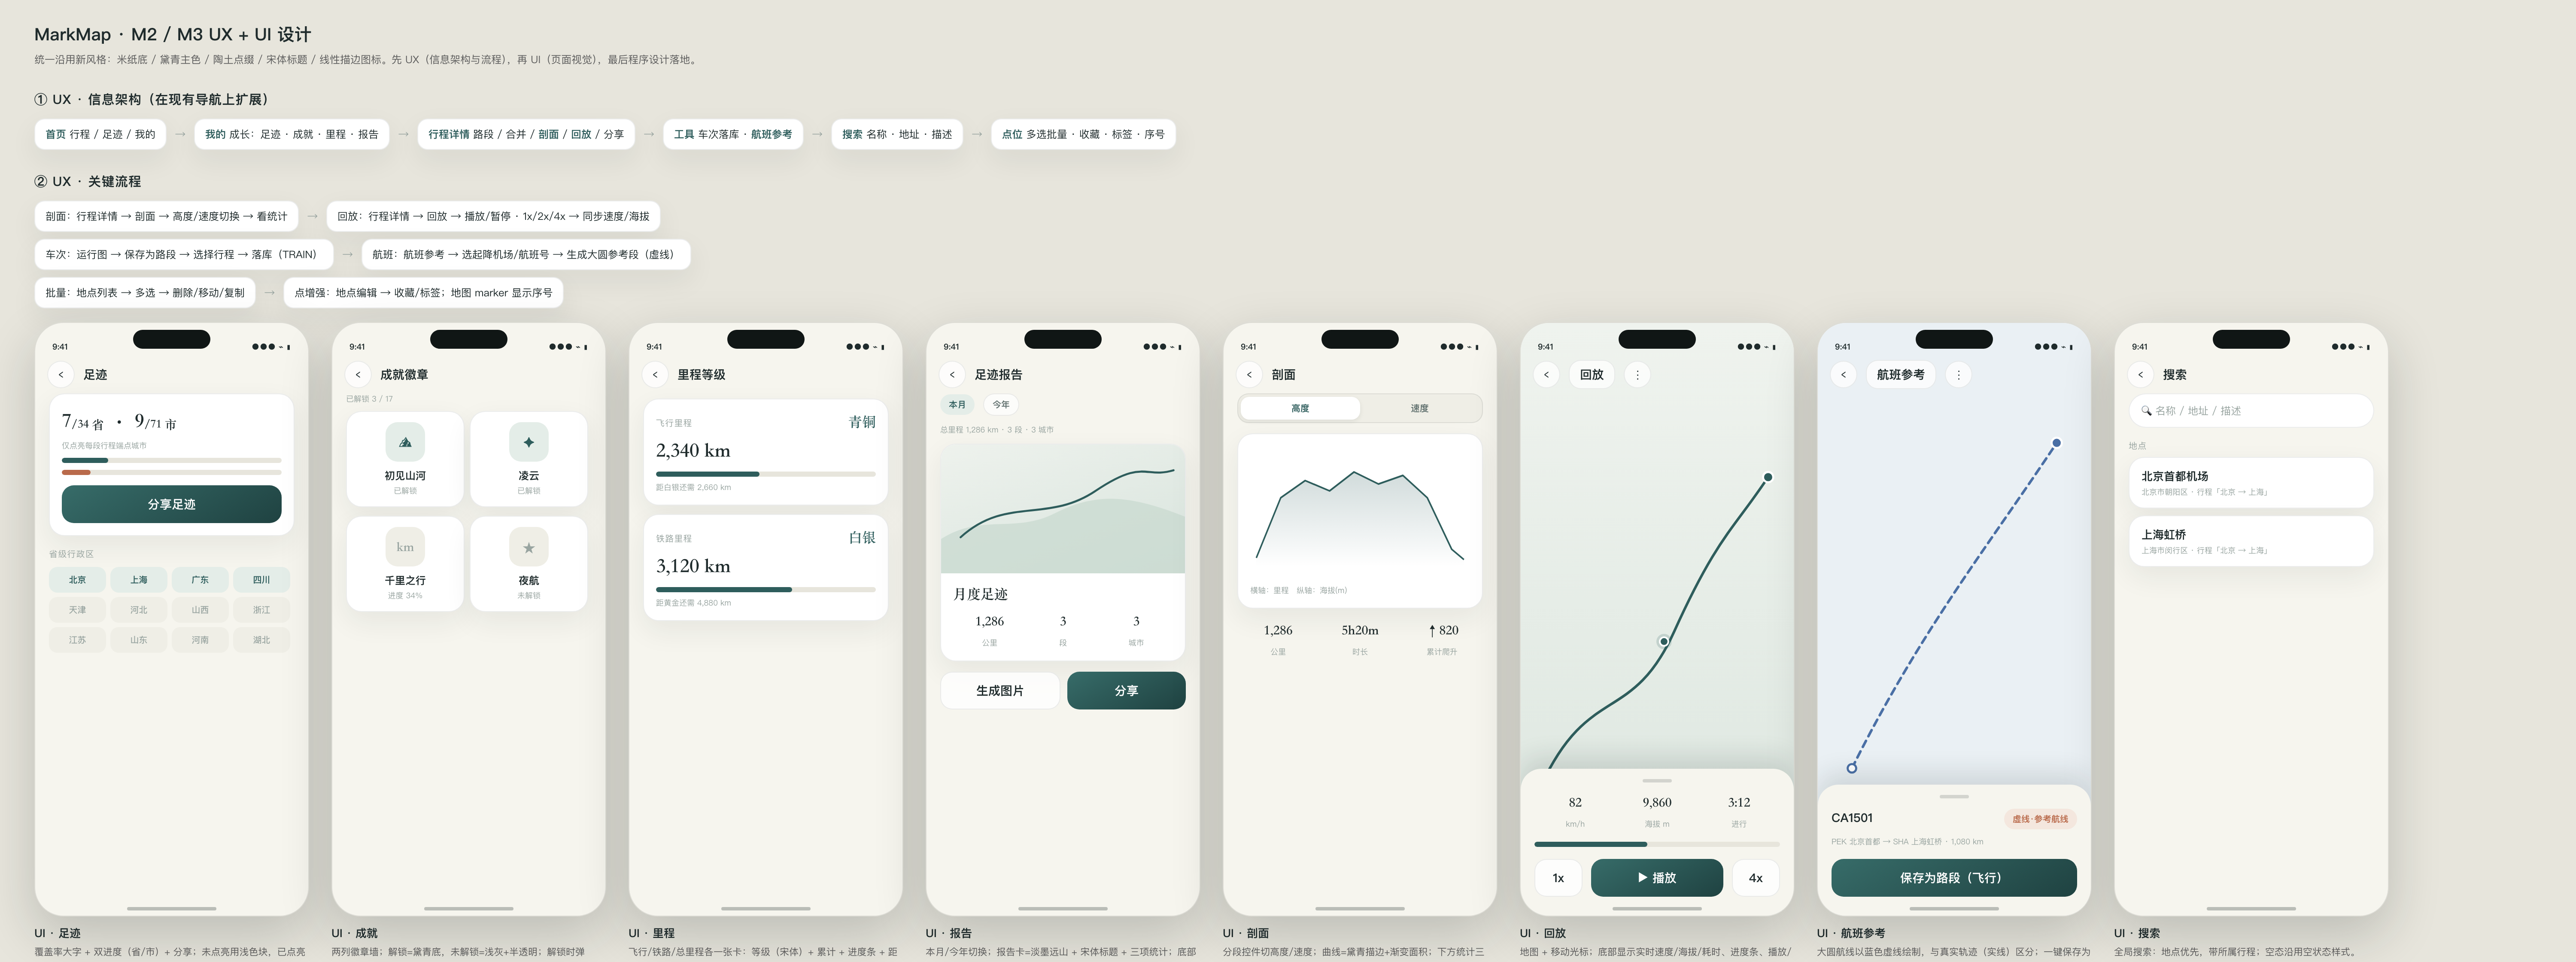 MarkMap · M2 / M3 UX + UI 设计
统一沿用新风格：米纸底 / 黛青主色 / 陶土点缀 / 宋体标题 / 线性描边图标。先 UX（信息架构与流程），再 UI（页面视觉），最后程序设计落地。
① UX · 信息架构（在现有导航上扩展）
首页 行程 / 足迹 / 我的 → 我的 成长：足迹 · 成就 · 里程 · 报告 → 行程详情 路段 / 合并 / 剖面 / 回放 / 分享 → 工具 车次落库 · 航班参考 → 搜索 名称 · 地址 · 描述 → 点位 多选批量 · 收藏 · 标签 · 序号
② UX · 关键流程
剖面：行程详情 → 剖面 → 高度/速度切换 → 看统计 → 回放：行程详情 → 回放 → 播放/暂停 · 1x/2x/4x → 同步速度/海拔
车次：运行图 → 保存为路段 → 选择行程 → 落库（TRAIN） → 航班：航班参考 → 选起降机场/航班号 → 生成大圆参考段（虚线）
批量：地点列表 → 多选 → 删除/移动/复制 → 点增强：地点编辑 → 收藏/标签；地图 marker 显示序号
9:41
< 足迹
7/34 省 · 9/71 市
仅点亮每段行程端点城市
分享足迹
省级行政区
北京 上海 广东 四川
天津 河北 山西 浙江
江苏 山东 河南 湖北
UI · 足迹
覆盖率大字 + 双进度（省/市）+ 分享；未点亮用浅色块，已点亮
9:41
< 成就徽章
已解锁 3 / 17
初见山河
已解锁
凌云
已解锁
km
千里之行
进度 34%
夜航
未解锁
UI · 成就
两列徽章墙；解锁=黛青底，未解锁=浅灰+半透明；解锁时弹
9:41
< 里程等级
飞行里程 青铜
2,340 km
距白银还需 2,660 km
铁路里程 白银
3,120 km
距黄金还需 4,880 km
UI · 里程
飞行/铁路/总里程各一张卡：等级（宋体）+ 累计 + 进度条 + 距
9:41
< 足迹报告
本月 今年
总里程 1,286 km · 3 段 · 3 城市
月度足迹
1,286 3 3
公里 段 城市
生成图片 分享
UI · 报告
本月/今年切换；报告卡=淡墨远山 + 宋体标题 + 三项统计；底部
9:41
< 剖面
高度 速度
横轴：里程 纵轴：海拔(m)
1,286 5h20m ↑ 820
公里 时长 累计爬升
UI · 剖面
分段控件切高度/速度；曲线=黛青描边+渐变面积；下方统计三
9:41
< 回放 ⋮
82 9,860 3:12
km/h 海拔 m 进行
1x ▶ 播放 4x
UI · 回放
地图 + 移动光标；底部显示实时速度/海拔/耗时、进度条、播放/
9:41
< 航班参考 ⋮
CA1501 虚线·参考航线
PEK 北京首都 → SHA 上海虹桥 · 1,080 km
保存为路段（飞行）
UI · 航班参考
大圆航线以蓝色虚线绘制，与真实轨迹（实线）区分；一键保存为
9:41
< 搜索
名称 / 地址 / 描述
地点
北京首都机场
北京市朝阳区 · 行程「北京 → 上海」
上海虹桥
上海市闵行区 · 行程「北京 → 上海」
UI · 搜索
全局搜索：地点优先，带所属行程；空态沿用空状态样式。